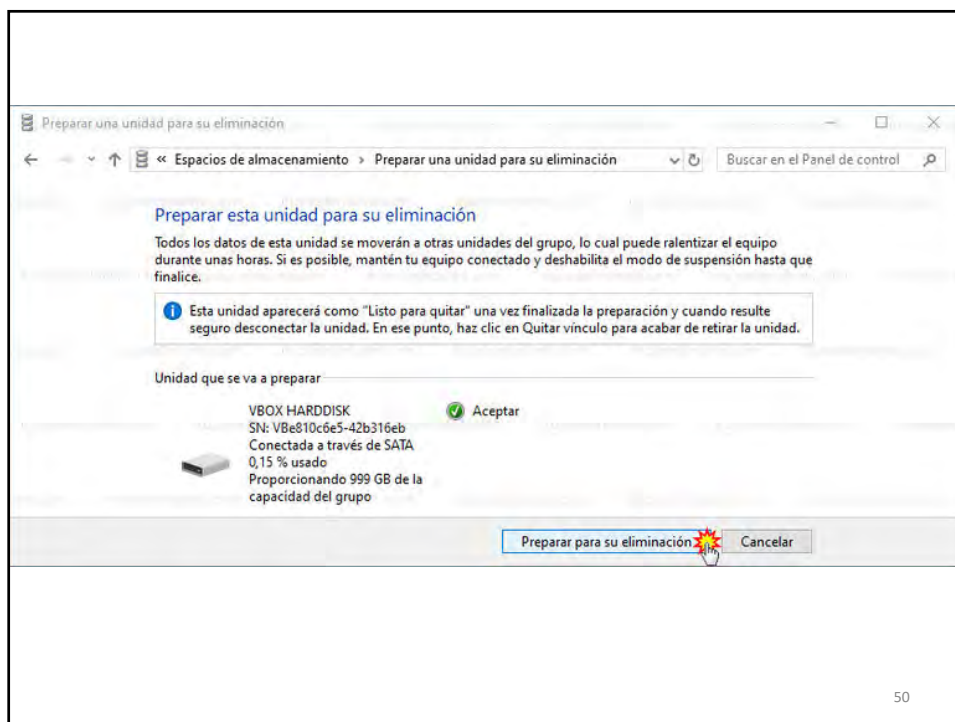 Preparar una unidad para su eliminación
« Espacios de almacenamiento > Preparar una unidad para su eliminación
Buscar en el Panel de control
Preparar esta unidad para su eliminación
Todos los datos de esta unidad se moverán a otras unidades del grupo, lo cual puede ralentizar el equipo
durante unas horas. Si es posible, mantén tu equipo conectado y deshabilita el modo de suspensión hasta que
finalice.
Esta unidad aparecerá como "Listo para quitar" una vez finalizada la preparación y cuando resulte
seguro desconectar la unidad. En ese punto, haz clic en Quitar vínculo para acabar de retirar la unidad.
Unidad que se va a preparar
VBOX HARDDISK
Aceptar
SN: VBe810c6e5-42b316eb
Conectada a través de SATA
0,15 % usado
Proporcionando 999 GB de la
capacidad del grupo
Preparar para su eliminación
Cancelar
50